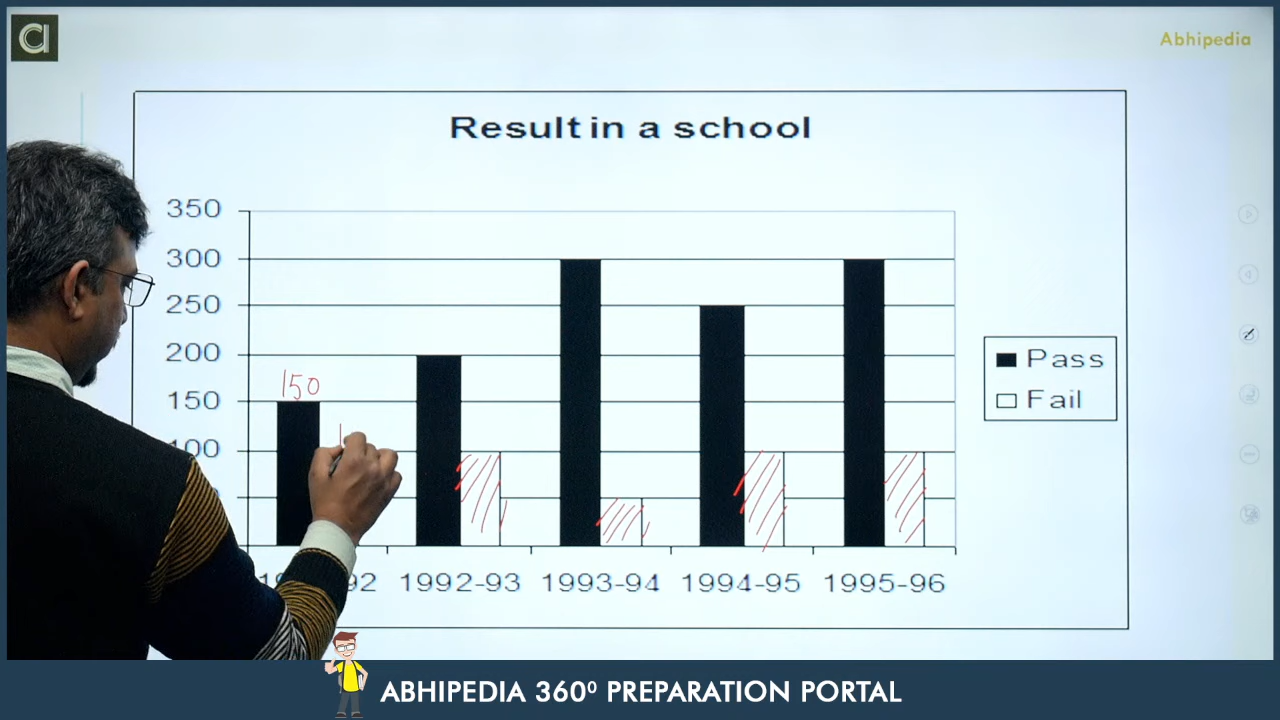 Abhipedia
Result in a school
350
300
250
200
150
100
150
Pass
Fail
92 1992-93 1993-94 1994-95 1995-96
ABHIPEDIA 360⁰ PREPARATION PORTAL